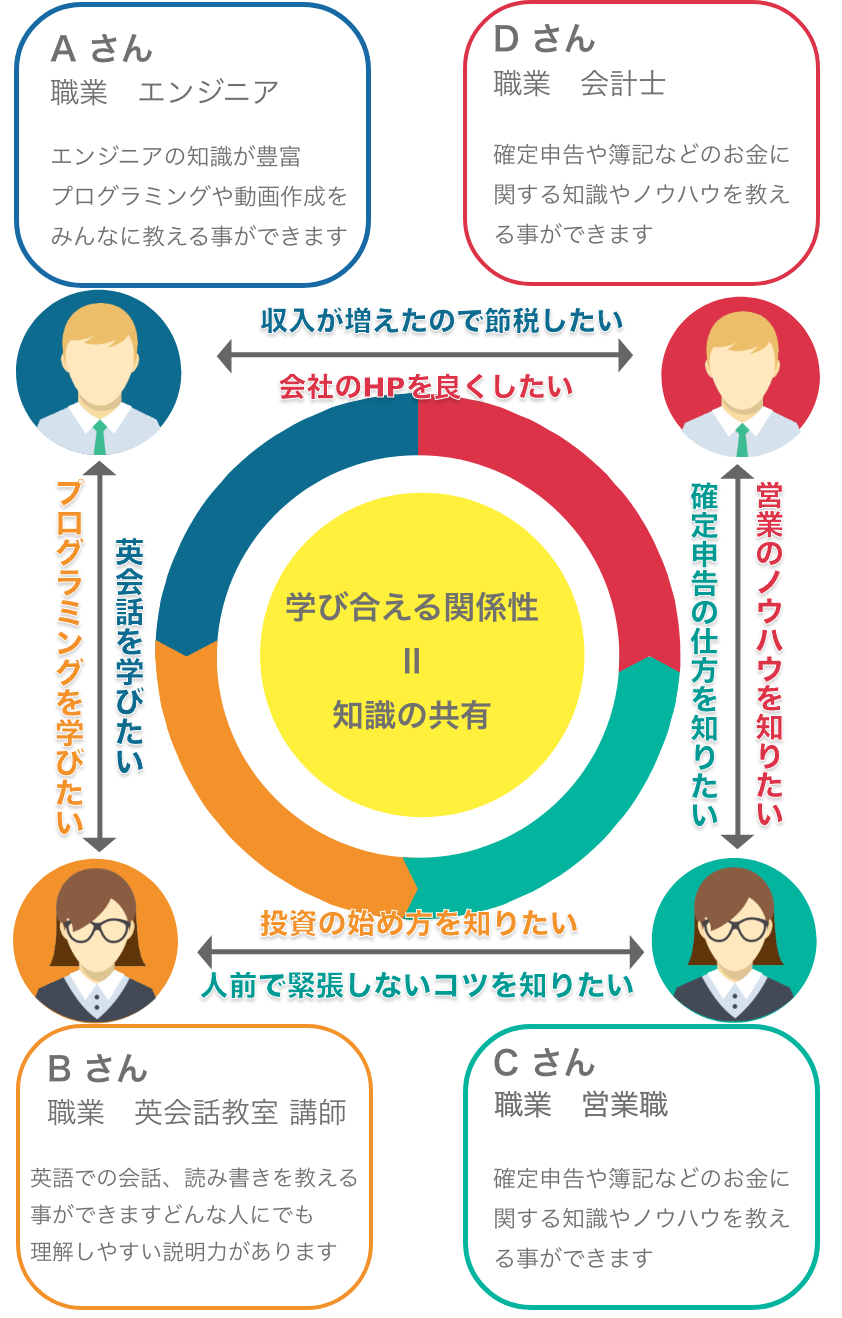 A さん
職業　エンジニア
エンジニアの知識が豊富
プログラミングや動画作成を
みんなに教える事ができます
D さん
職業　会計士
確定申告や簿記などのお金に
関する知識やノウハウを教え
る事ができます
収入が増えたので節税したい
会社のHPを良くしたい
プログラミングを学びたい
英会話を学びたい
学び合える関係性
=
知識の共有
確定申告の仕方を知りたい
営業のノウハウを知りたい
投資の始め方を知りたい
人前で緊張しないコツを知りたい
B さん
職業　英会話教室 講師
英語での会話、読み書きを教える
事ができますどんな人にでも
理解しやすい説明力があります
C さん
職業　営業職
確定申告や簿記などのお金に
関する知識やノウハウを教え
る事ができます